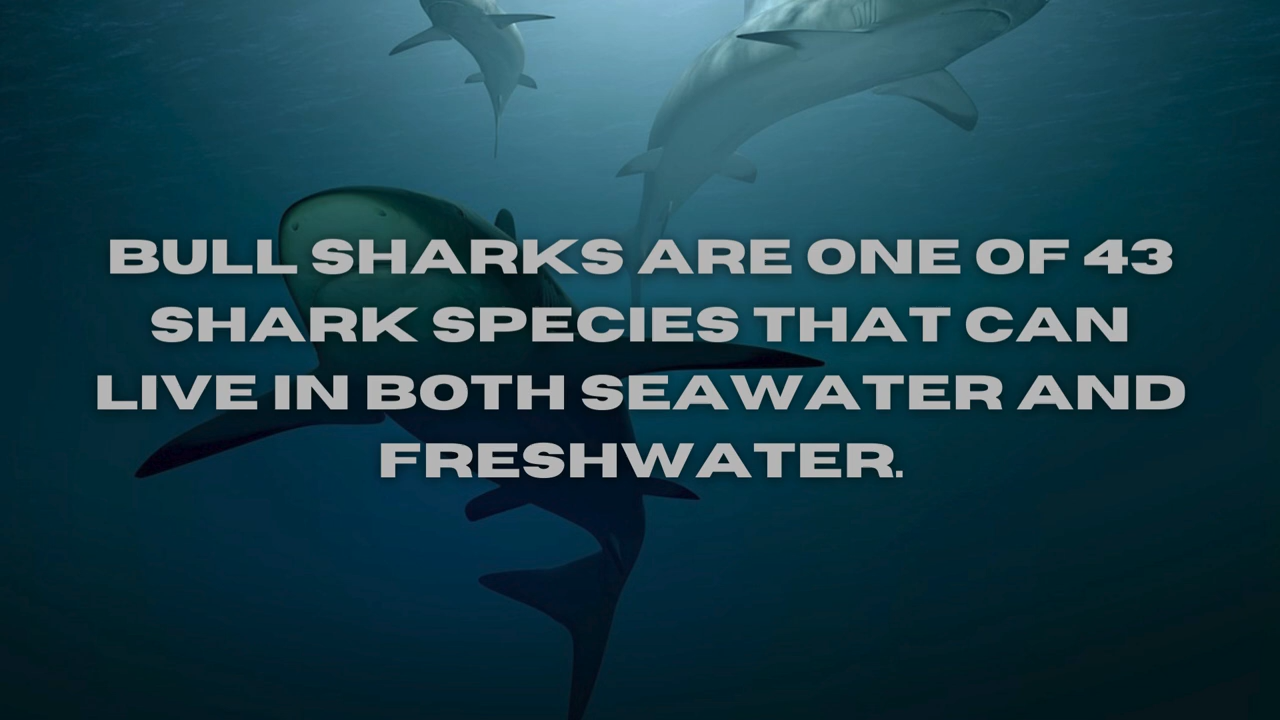 BULL SHARKS ARE ONE OF 43
SHARK SPECIES THAT CAN
LIVE IN BOTH SEAWATER AND
FRESHWATER.